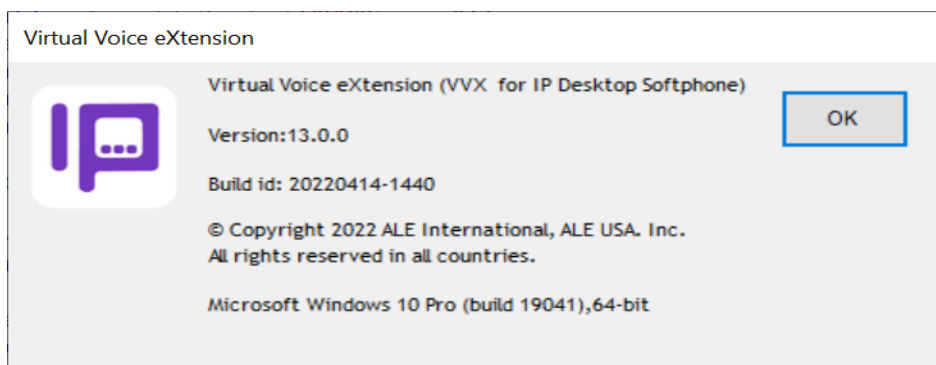 Virtual Voice eXtension
Virtual Voice eXtension (VVX for IP Desktop Softphone)
OK
Version:13.0.0
Build id: 20220414-1440
© Copyright 2022 ALE International, ALE USA. Inc.
All rights reserved in all countries.
Microsoft Windows 10 Pro (build 19041),64-bit